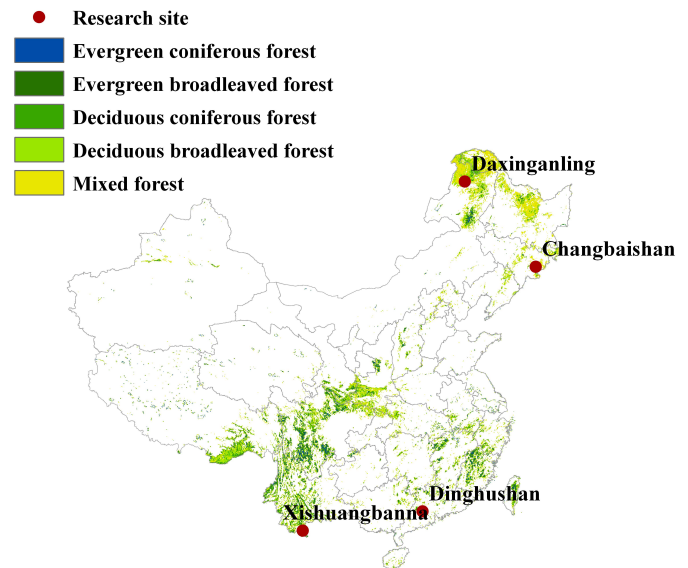 Research site
Evergreen coniferous forest
Evergreen broadleaved forest
Deciduous coniferous forest
Deciduous broadleaved forest
Mixed forest
Daxinganling
Changbaishan
Dinghushan
Xishuangbanna